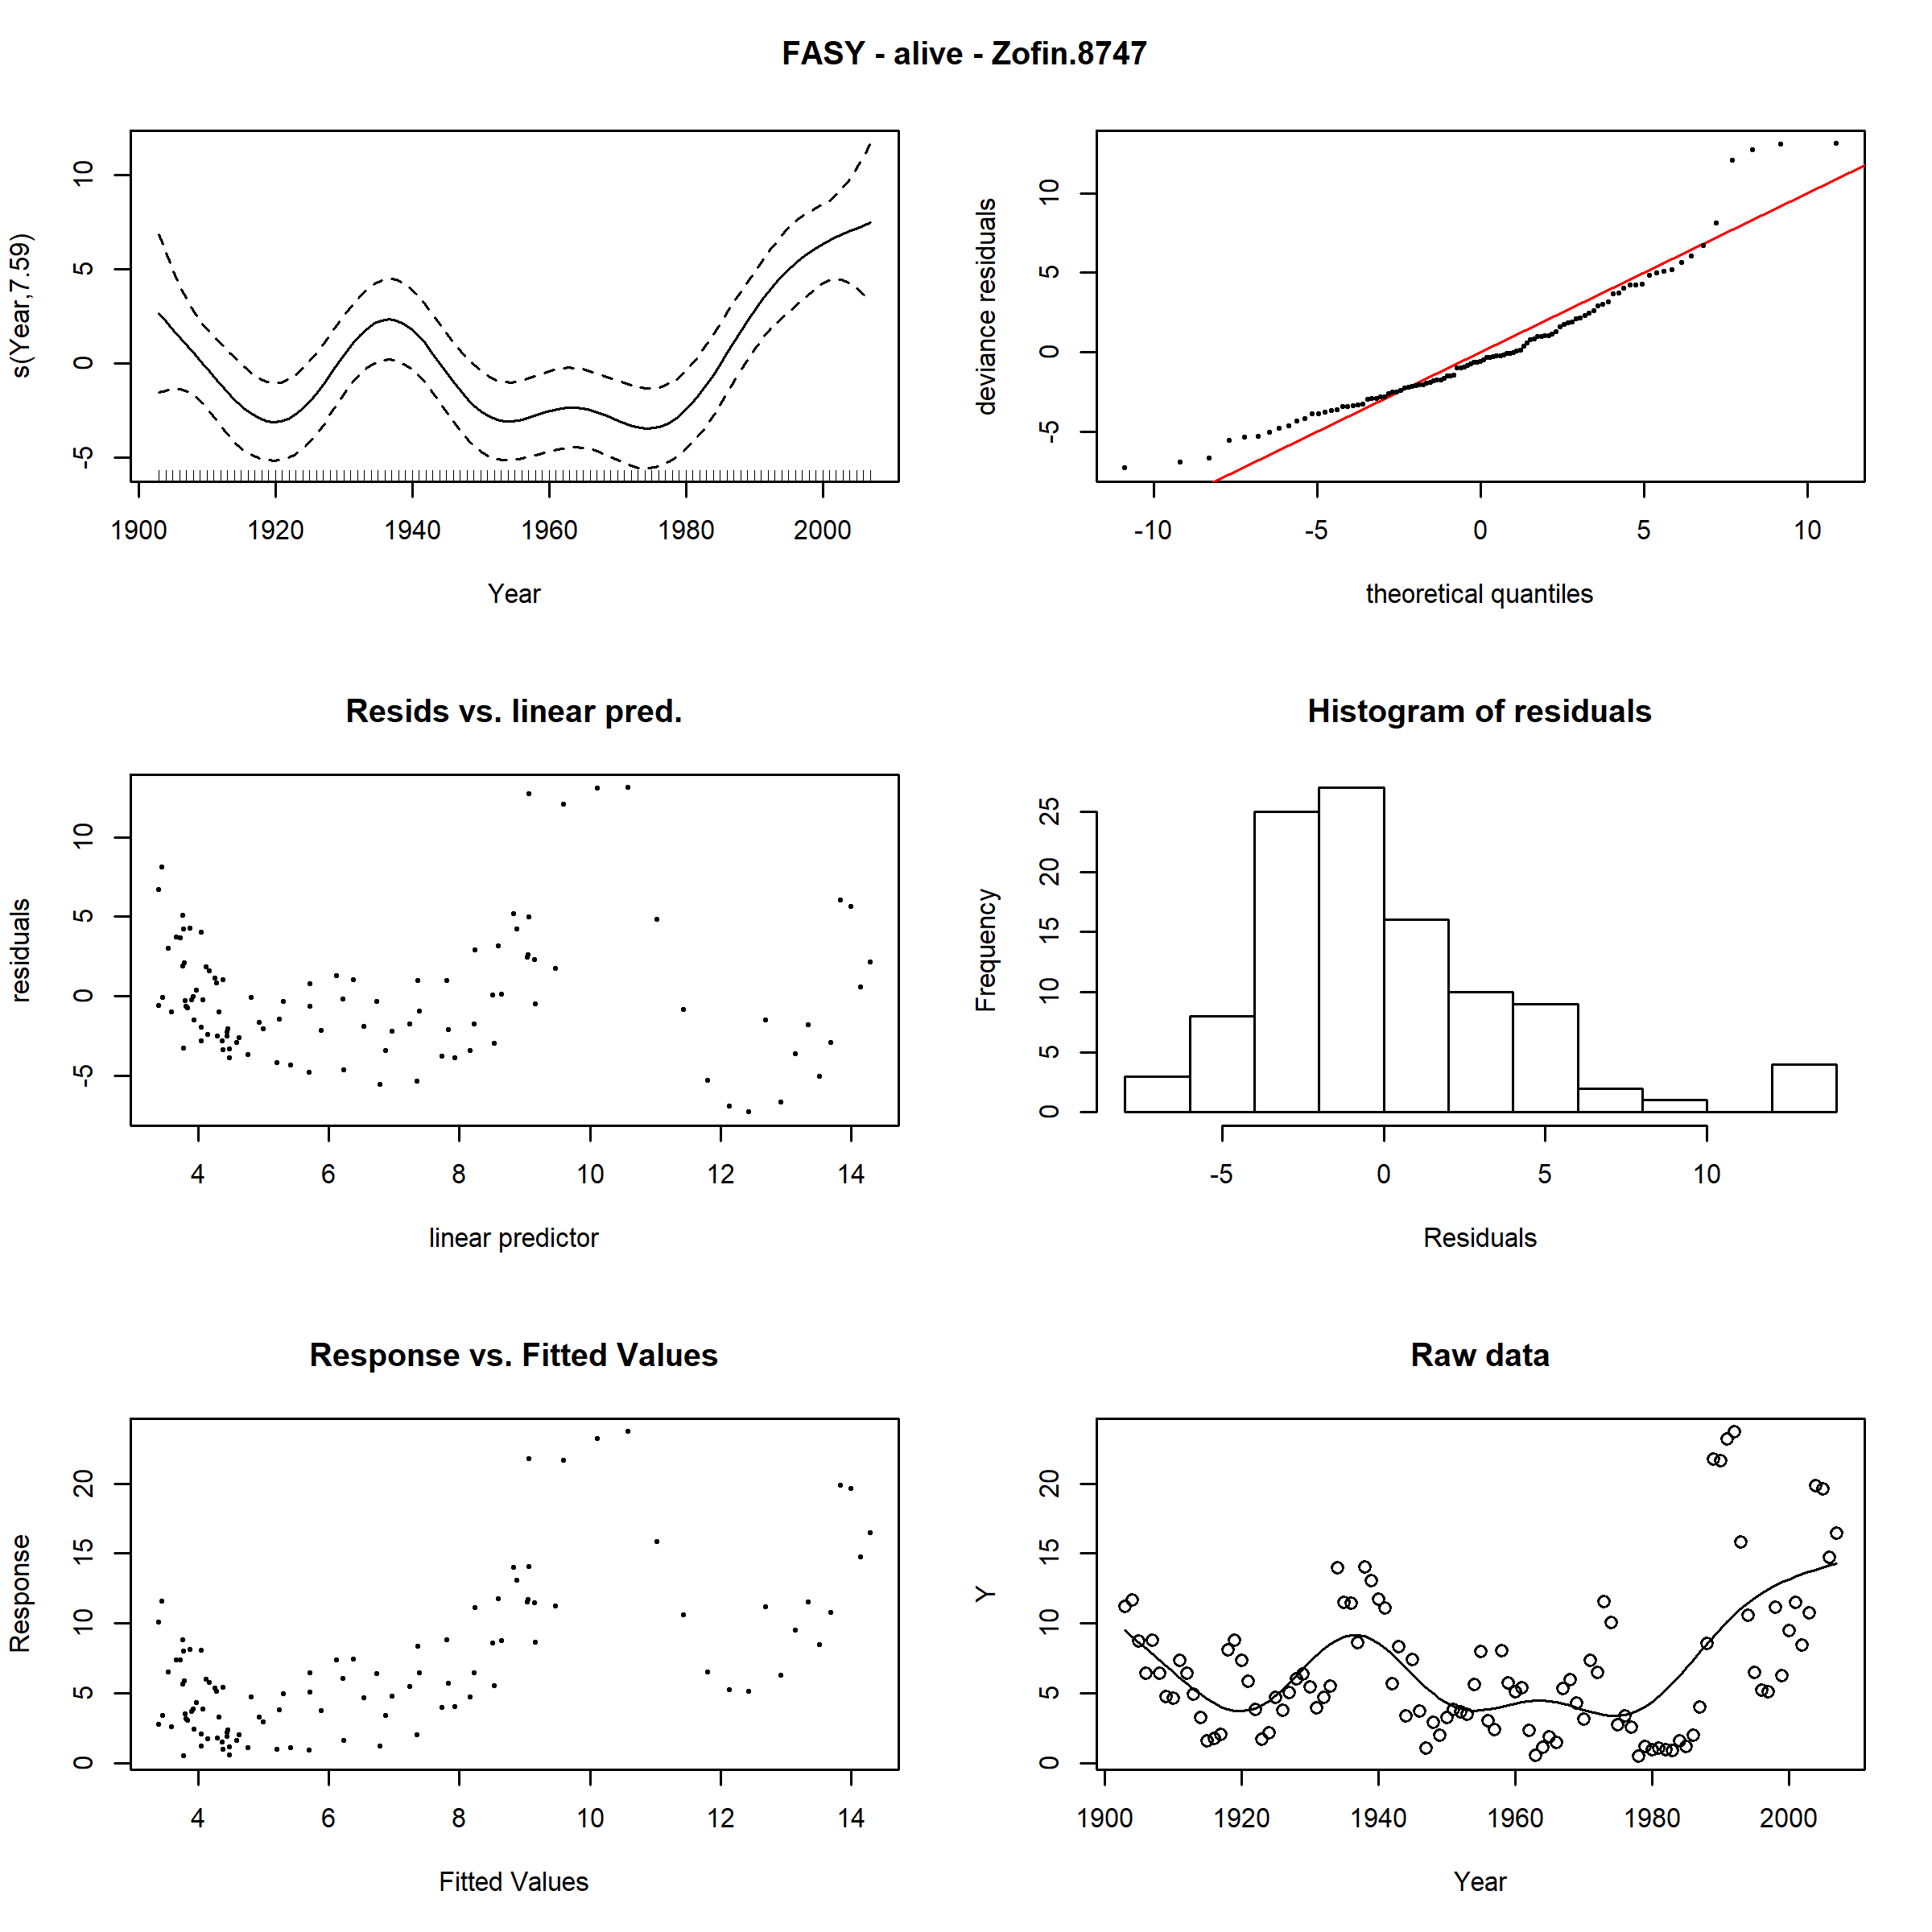 FASY - alive - Zofin.8747
s(Year,7.59)
-5 0 5 10
1900 1920 1940 1960 1980 2000
Year
deviance residuals
-5 0 5 10
-10 -5 0 5 10
theoretical quantiles
Resids vs. linear pred.
residuals
-5 0 5 10
4 6 8 10 12 14
linear predictor
Histogram of residuals
Frequency
0 5 10 15 20 25
-5 0 5 10
Residuals
Response vs. Fitted Values
Response
0 5 10 15 20
4 6 8 10 12 14
Fitted Values
Raw data
Y
0 5 10 15 20
1900 1920 1940 1960 1980 2000
Year